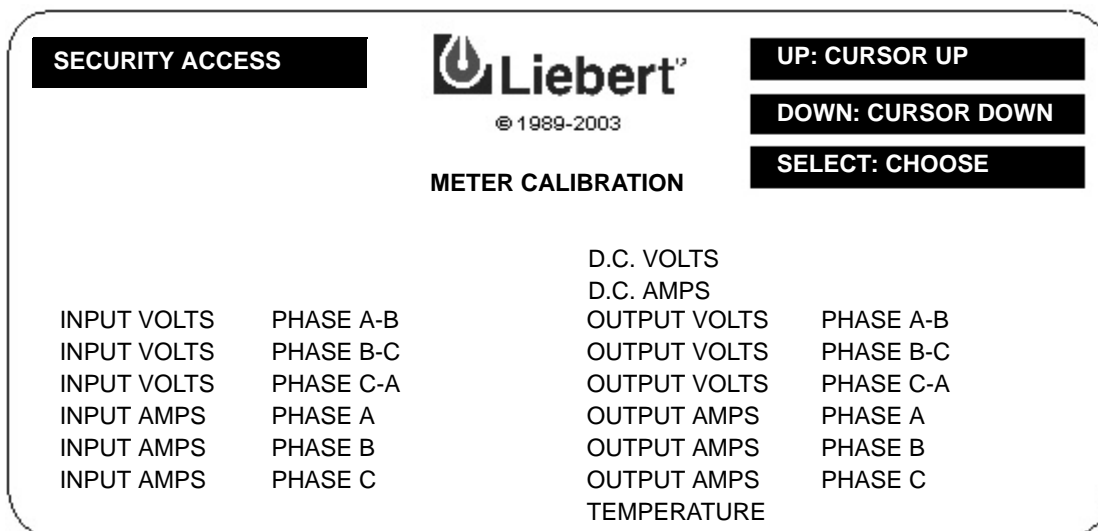 SECURITY ACCESS
Liebert
© 1989-2003
UP: CURSOR UP
DOWN: CURSOR DOWN
SELECT: CHOOSE
METER CALIBRATION
D.C. VOLTS
D.C. AMPS
INPUT VOLTS PHASE A-B OUTPUT VOLTS PHASE A-B
INPUT VOLTS PHASE B-C OUTPUT VOLTS PHASE B-C
INPUT VOLTS PHASE C-A OUTPUT VOLTS PHASE C-A
INPUT AMPS PHASE A OUTPUT AMPS PHASE A
INPUT AMPS PHASE B OUTPUT AMPS PHASE B
INPUT AMPS PHASE C OUTPUT AMPS PHASE C
TEMPERATURE